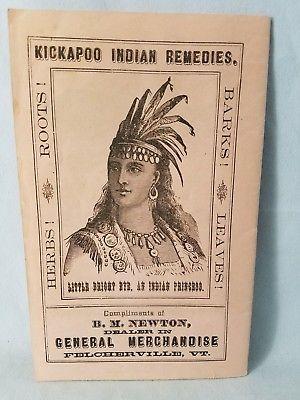 KICKAPOO INDIAN REMEDIES.
HERBS! ROOTS!
BARKS! LEAVES!
LITTLE BRIGHT EYE, AS INDIAN PRINCESS.
Compliments of
B. M. NEWTON,
DEALER IN
GENERAL MERCHANDISE
FELCHERVILLE, VT.